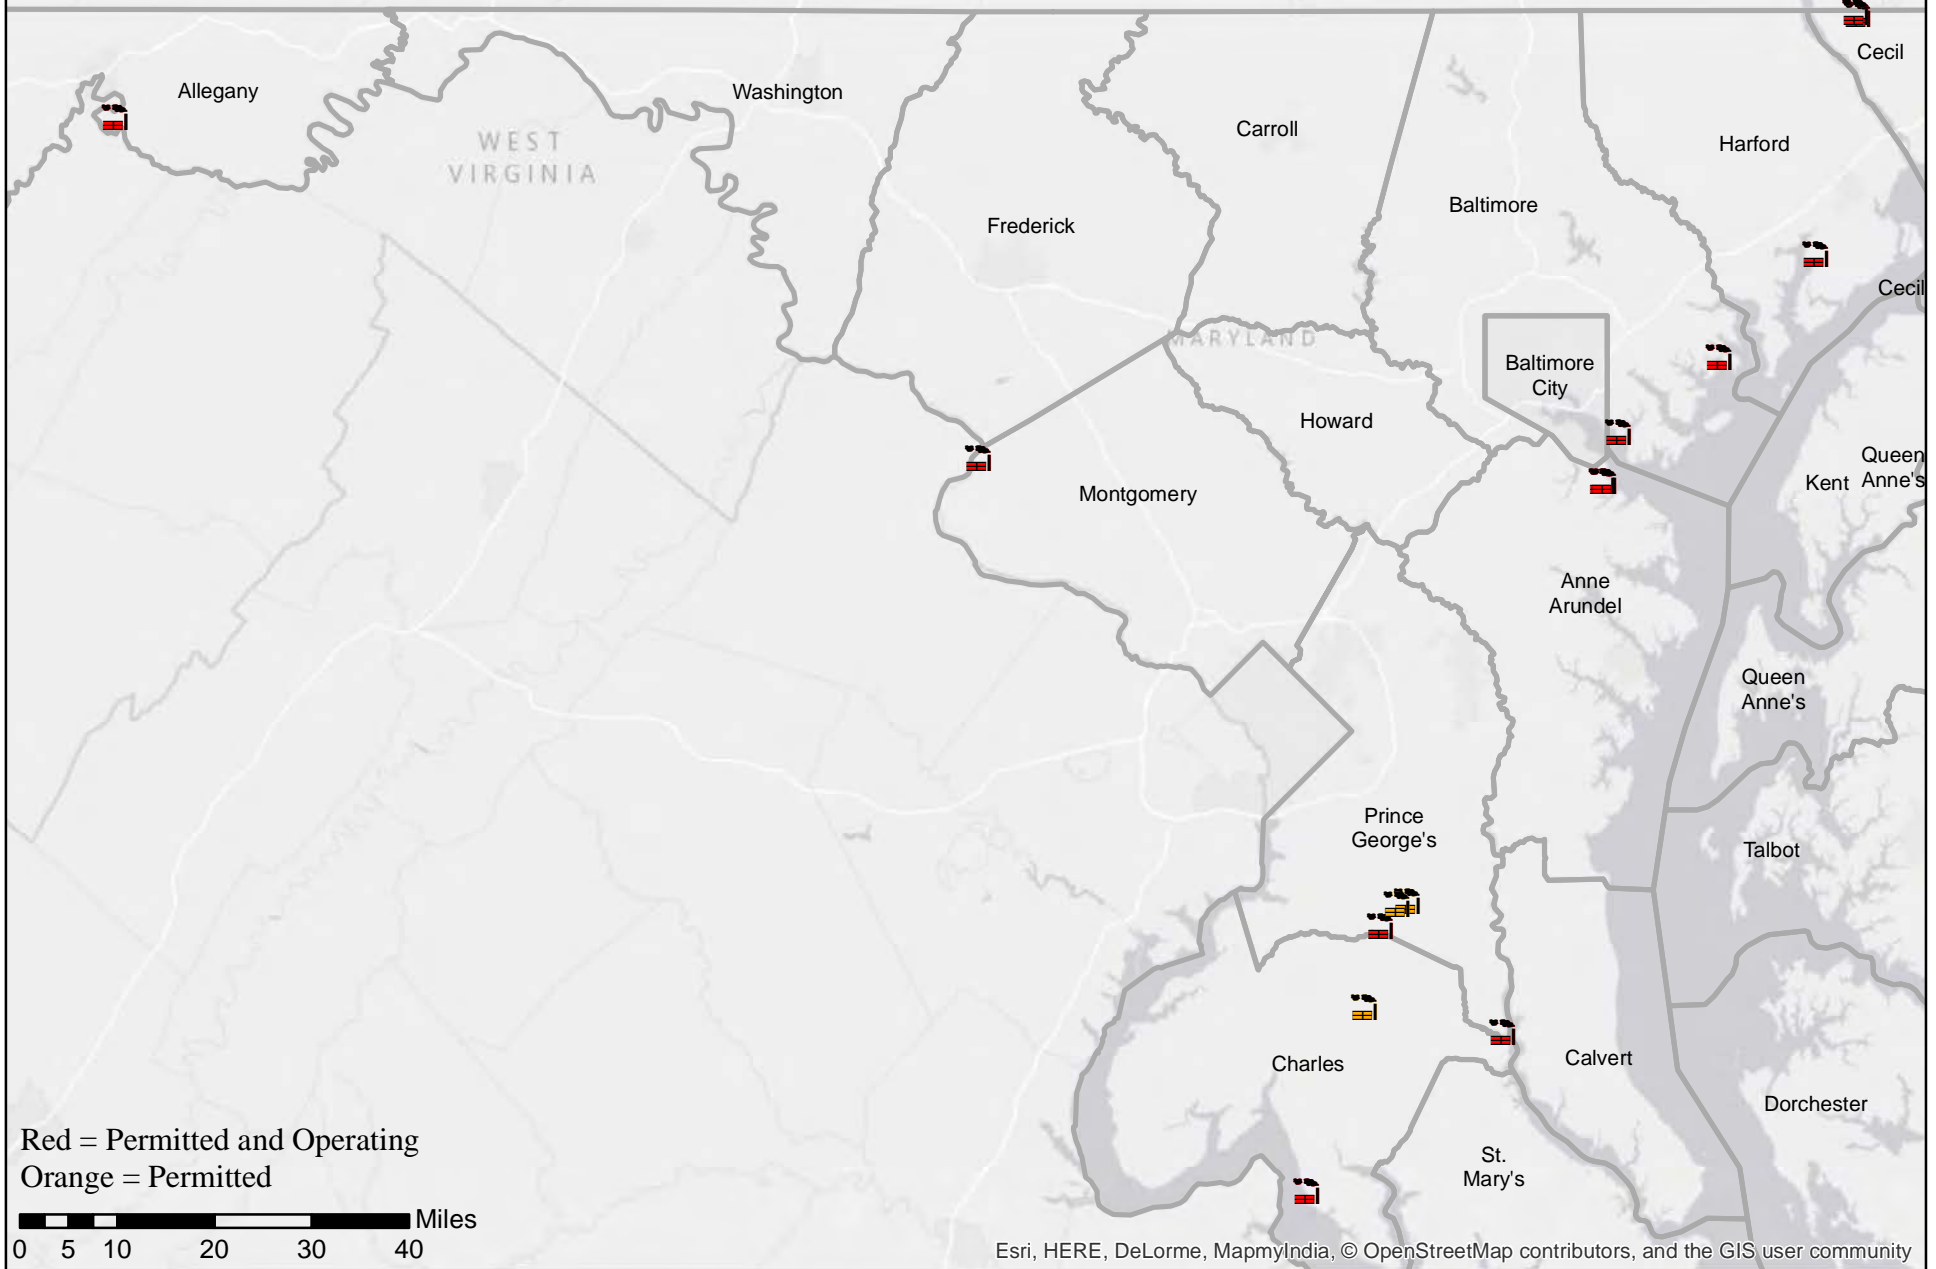 Cecil
Allegany
Washington
WEST
VIRGINIA
Carroll
Harford
Baltimore
Frederick
Cecil
MARYLAND
Baltimore
City
Howard
Queen
Anne's
Kent
Montgomery
Anne
Arundel
Queen
Anne's
Prince
George's
Talbot
Charles
Calvert
Dorchester
St.
Mary's
Red = Permitted and Operating
Orange = Permitted
Miles
0 5 10 20 30 40
Esri, HERE, DeLorme, MapmyIndia, © OpenStreetMap contributors, and the GIS user community